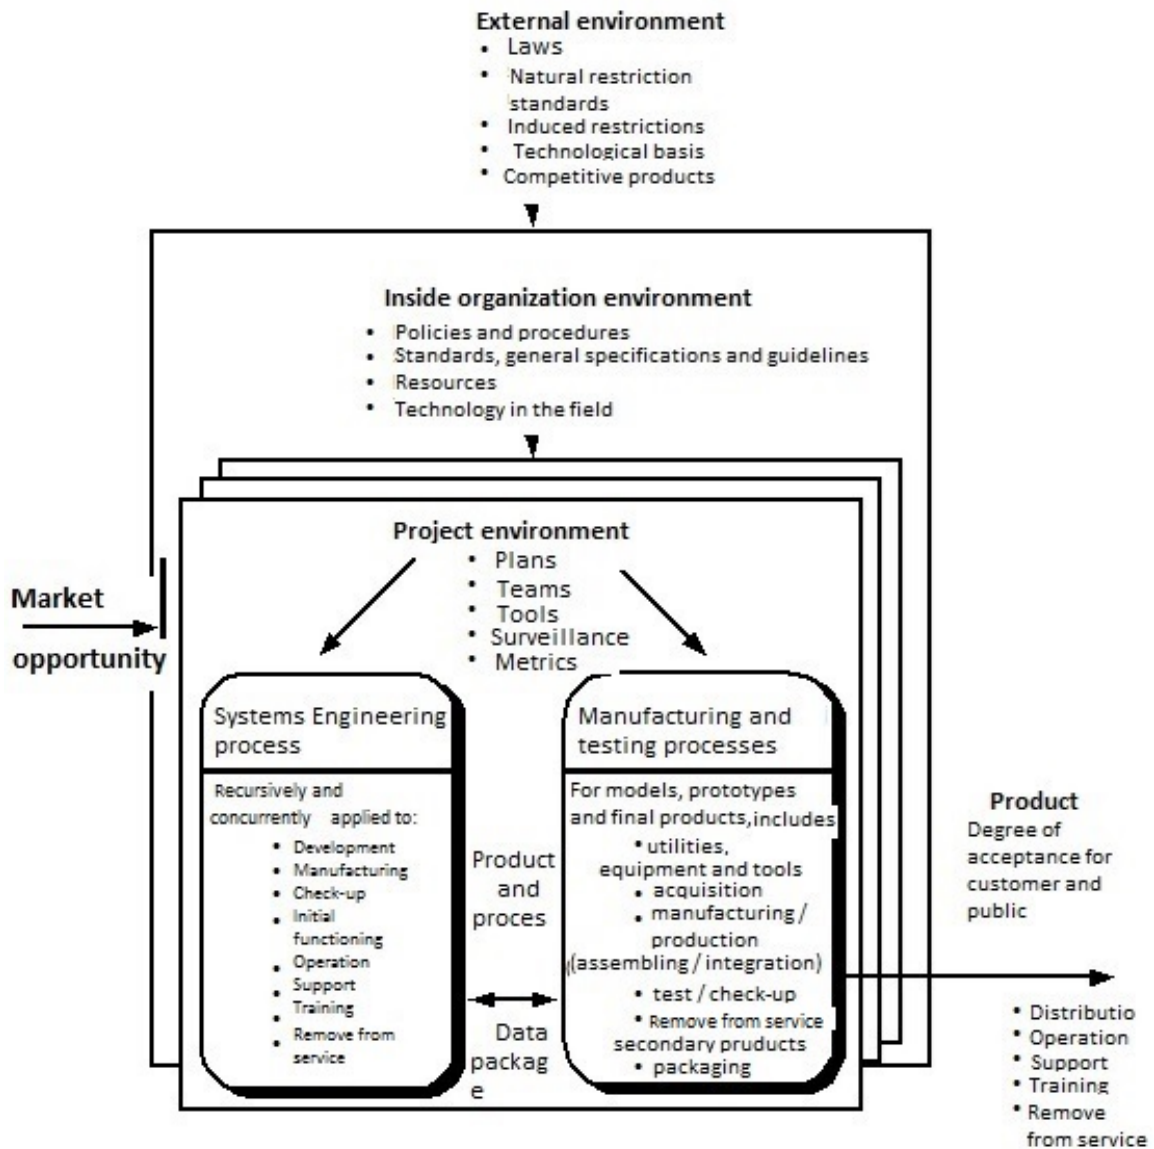 External environment
• Laws
• Natural restriction
standards
• Induced restrictions
• Technological basis
• Competitive products
Inside organization environment
• Policies and procedures
• Standards, general specifications and guidelines
• Resources
• Technology in the field
Project environment
• Plans
• Teams
• Tools
• Surveillance
• Metrics
Market
opportunity
Systems Engineering
process
Recursively and
concurrently applied to:
• Development
• Manufacturing
• Check-up
• Initial
functioning
• Operation
• Support
• Training
•
• Remove from
service
Product
and
proces
Data
packag
e
Manufacturing and
testing processes
For models, prototypes
and final products, includes
• utilities,
equipment and tools
• acquisition
• manufacturing /
production
(assembling / integration)
• test / check-up
• Remove from service
secondary pruducts
• packaging
Product
Degree of
acceptance for
customer and
public
• Distributio
• Operation
• Support
• Training
• Remove
from service